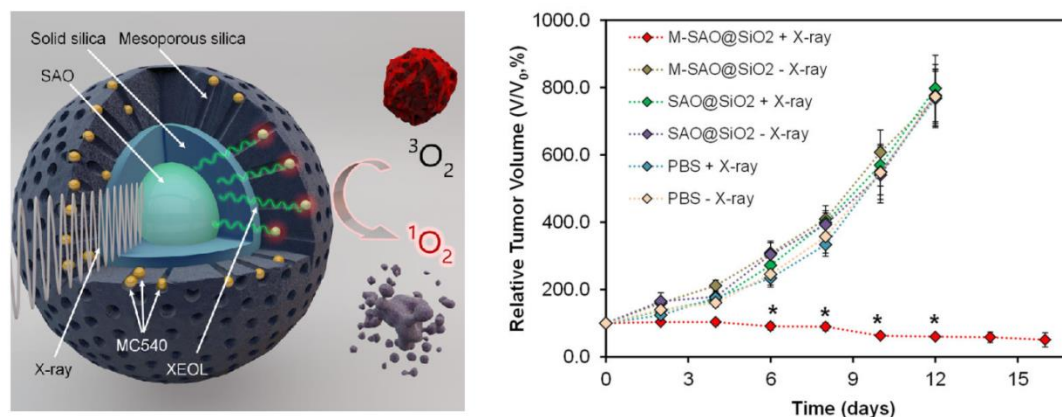 Solid silica
Mesoporous silica
SAO
³O₂
¹O₂
MC540
X-ray
XEOL
Relative Tumor Volume (V/V₀,%)
1000.0
800.0
600.0
400.0
200.0
0.0
M-SAO@SiO2 + X-ray
M-SAO@SiO2 - X-ray
SAO@SiO2 + X-ray
SAO@SiO2 - X-ray
PBS + X-ray
PBS - X-ray
* * * *
0 3 6 9 12 15
Time (days)